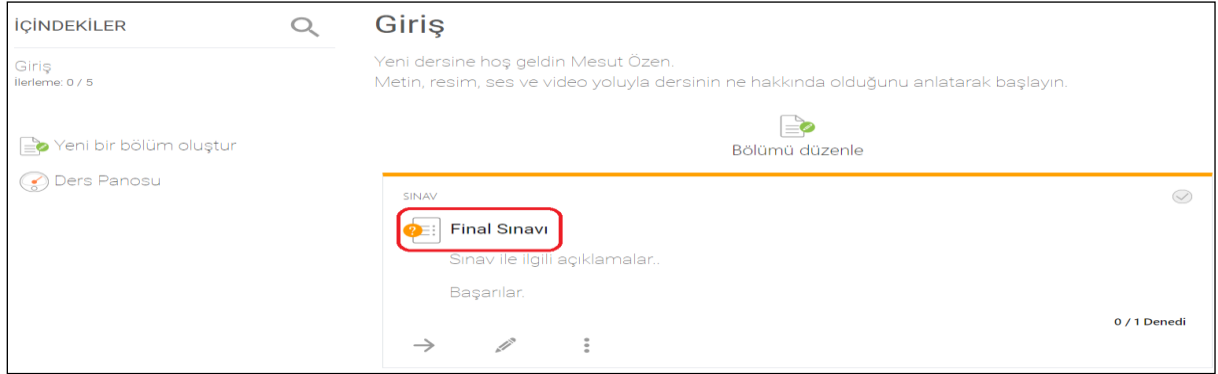 İÇİNDEKİLER
Giriş
İlerleme: 0 / 5
Yeni bir bölüm oluştur
Ders Panosu
Giriş
Yeni dersine hoş geldin Mesut Özen.
Metin, resim, ses ve video yoluyla dersinin ne hakkında olduğunu anlatarak başlayın.
Bölümü düzenle
SINAV
? Final Sınavı
Sınav ile ilgili açıklamalar..
Başarılar.
0 / 1 Denedi